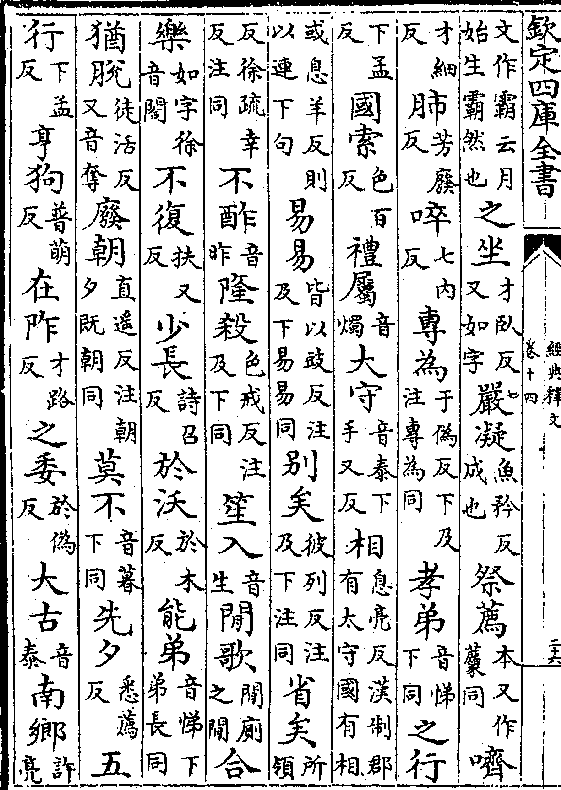 欽定四庫全書
經典釋文
卷十四
二十六
文作霸云月始生霸然也之坐才臥反又如字嚴凝魚矜反成也祭薦本又作薦同嚌
才細反肺芳廢反啐七內反專為于偽反下及注專為同孝弟音悌下同之行
下孟反國索色百反禮屬音燭大守音泰下手又反相息亮反漢制郡有太守國有相
或息羊反則以連下句易易皆以豉反注及下易易同別矣彼列反注及下注同省矣所領
反徐疏幸反注同不酢音昨隆殺色戒反注及下同笙入音生閒歌閒廁之閒合
樂如字徐音閤不復扶又反少長詩召反於沃於木反能弟音悌下弟長同
猶脫徒活反又音奪廢朝直遥反注朝夕既朝同莫不音暮下同先夕悉薦反五
行下孟反亨狗普萌反在阼才路反之委於偽反大古音泰南鄉許亮